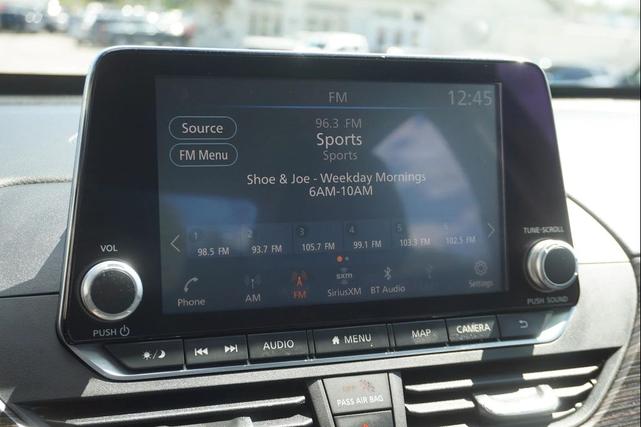 FM
12:45
Source
96.3 FM
Sports
FM Menu
Sports
Shoe & Joe - Weekday Mornings
6AM-10AM
1 2 3 4 5
98.5 FM 93.7 FM 105.7 FM 99.1 FM 103.3 FM 102.5 FM
sxm
Phone AM FM SiriusXM BT Audio Settings
VOL
PUSH
TUNE•SCROLL
PUSH SOUND
AUDIO MENU MAP CAMERA
PASS AIR BAG